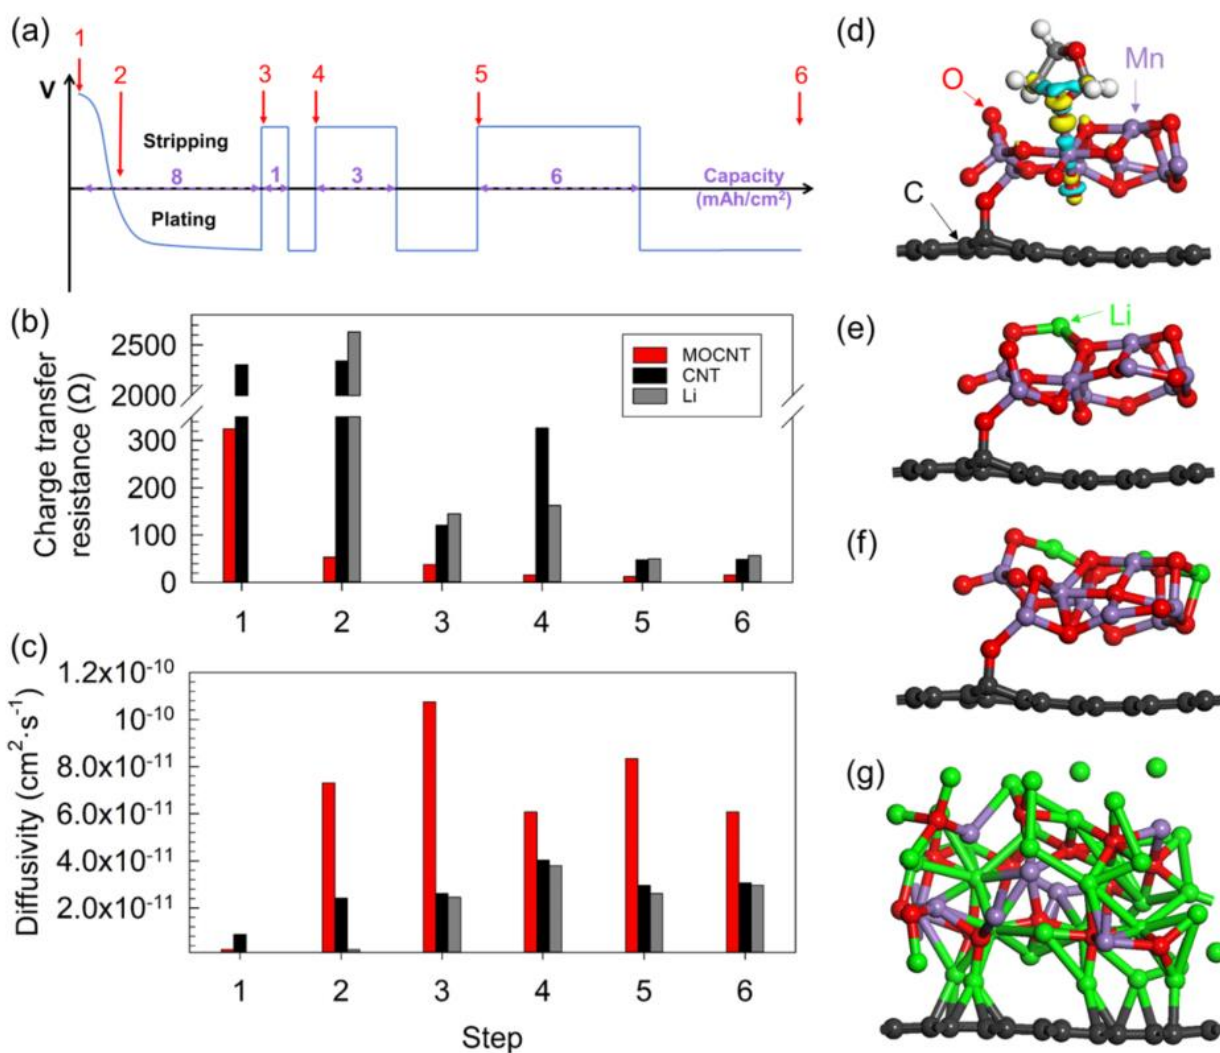 (a)
1
2
3
4
5
6
V
Stripping
8
1
3
6
Capacity
(mAh/cm²)
Plating
(b)
Charge transfer
resistance (Ω)
2500
2000
300
200
100
0
MOCNT
CNT
Li
1
2
3
4
5
6
(c)
Diffusivity (cm²·s⁻¹)
1.2x10⁻¹⁰
10⁻¹⁰
8.0x10⁻¹¹
6.0x10⁻¹¹
4.0x10⁻¹¹
2.0x10⁻¹¹
1
2
3
4
5
6
Step
(d)
O
Mn
C
(e)
Li
(f)
(g)